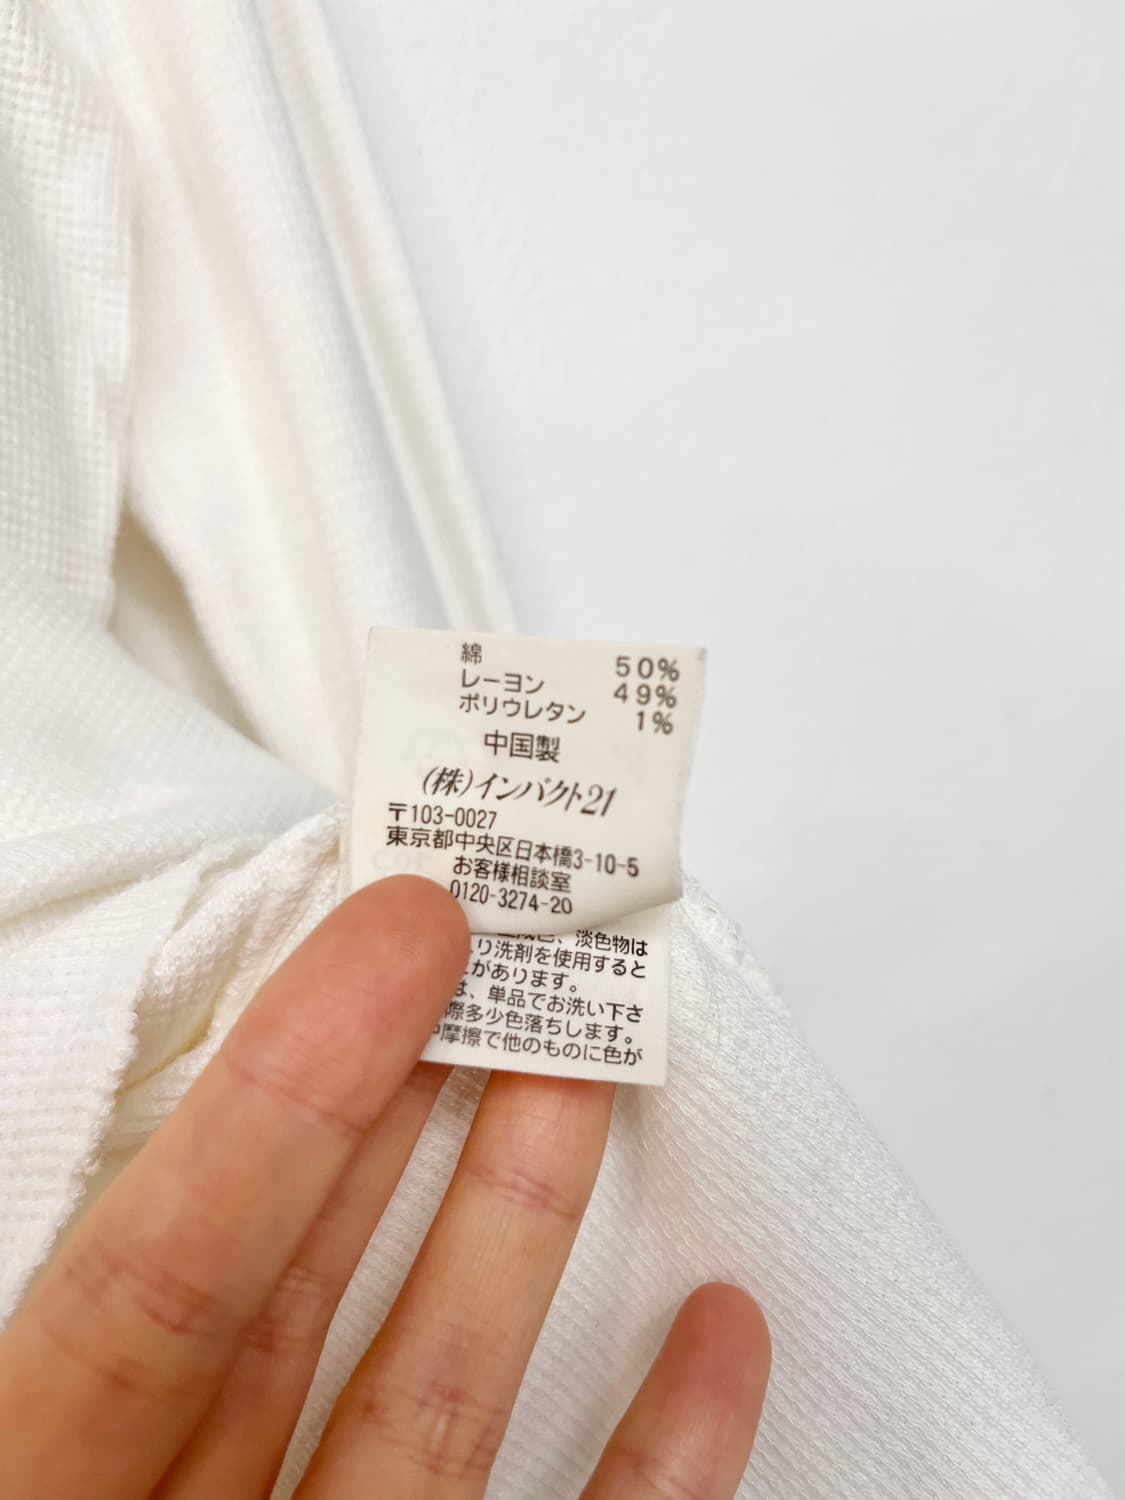 綿 50%
レーヨン 49%
ポリウレタン 1%
中国製
(株)インパクト21
〒103-0027
東京都中央区日本橋3-10-5
お客様相談室
0120-3274-20
、淡色物は
り洗剤を使用すると
があります。
は、単品でお洗い下さ
際多少色落ちします。
摩擦で他のものに色が